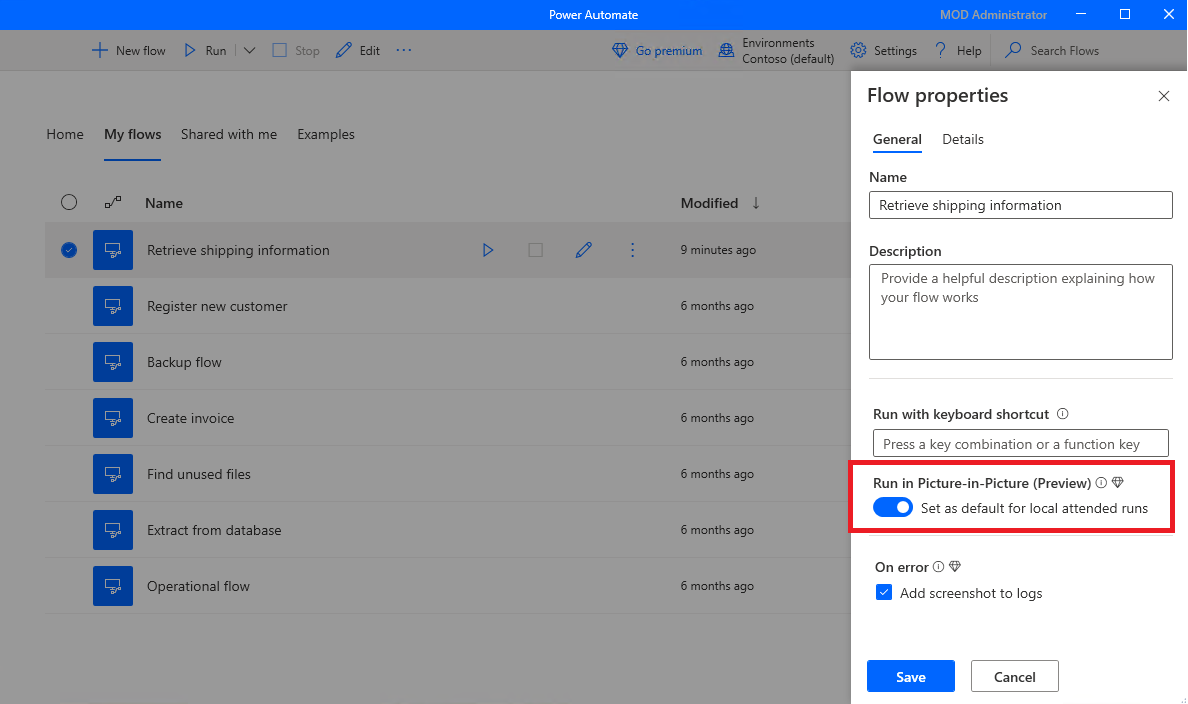 Power Automate
MOD Administrator
New flow
Run
Stop
Edit
Go premium
Environments
Contoso (default)
Settings
Help
Search Flows
Home
My flows
Shared with me
Examples
Name
Modified
Retrieve shipping information
9 minutes ago
Register new customer
6 months ago
Backup flow
6 months ago
Create invoice
6 months ago
Find unused files
6 months ago
Extract from database
6 months ago
Operational flow
6 months ago
Flow properties
General
Details
Name
Retrieve shipping information
Description
Provide a helpful description explaining how
your flow works
Run with keyboard shortcut
Press a key combination or a function key
Run in Picture-in-Picture (Preview)
Set as default for local attended runs
On error
Add screenshot to logs
Save
Cancel